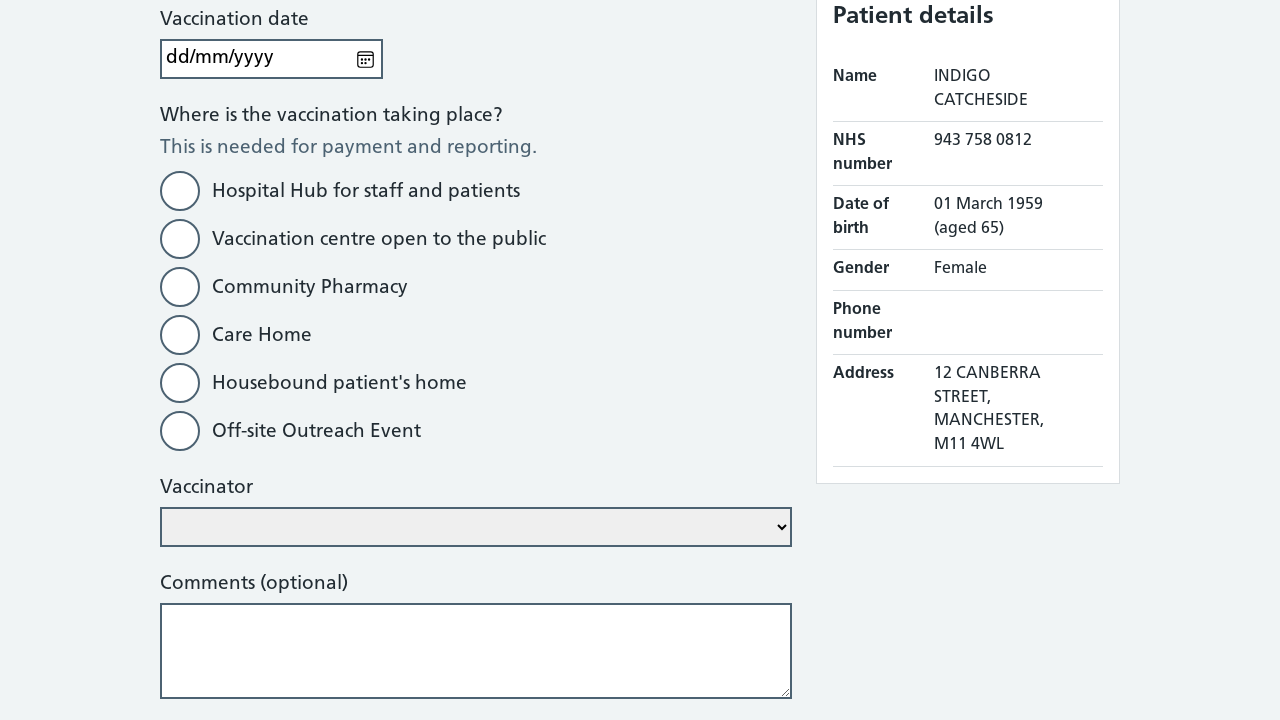 Vaccination date
dd/mm/yyyy
Where is the vaccination taking place?
This is needed for payment and reporting.
Hospital Hub for staff and patients
Vaccination centre open to the public
Community Pharmacy
Care Home
Housebound patient's home
Off-site Outreach Event
Vaccinator
Comments (optional)
Patient details
Name
INDIGO
CATCHESIDE
NHS
number
943 758 0812
Date of
birth
01 March 1959
(aged 65)
Gender
Female
Phone
number
Address
12 CANBERRA
STREET,
MANCHESTER,
M11 4WL